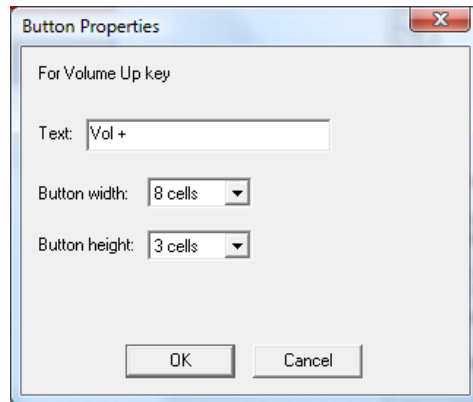 Button Properties
For Volume Up key
Text: Vol +
Button width: 8 cells
Button height: 3 cells
OK Cancel